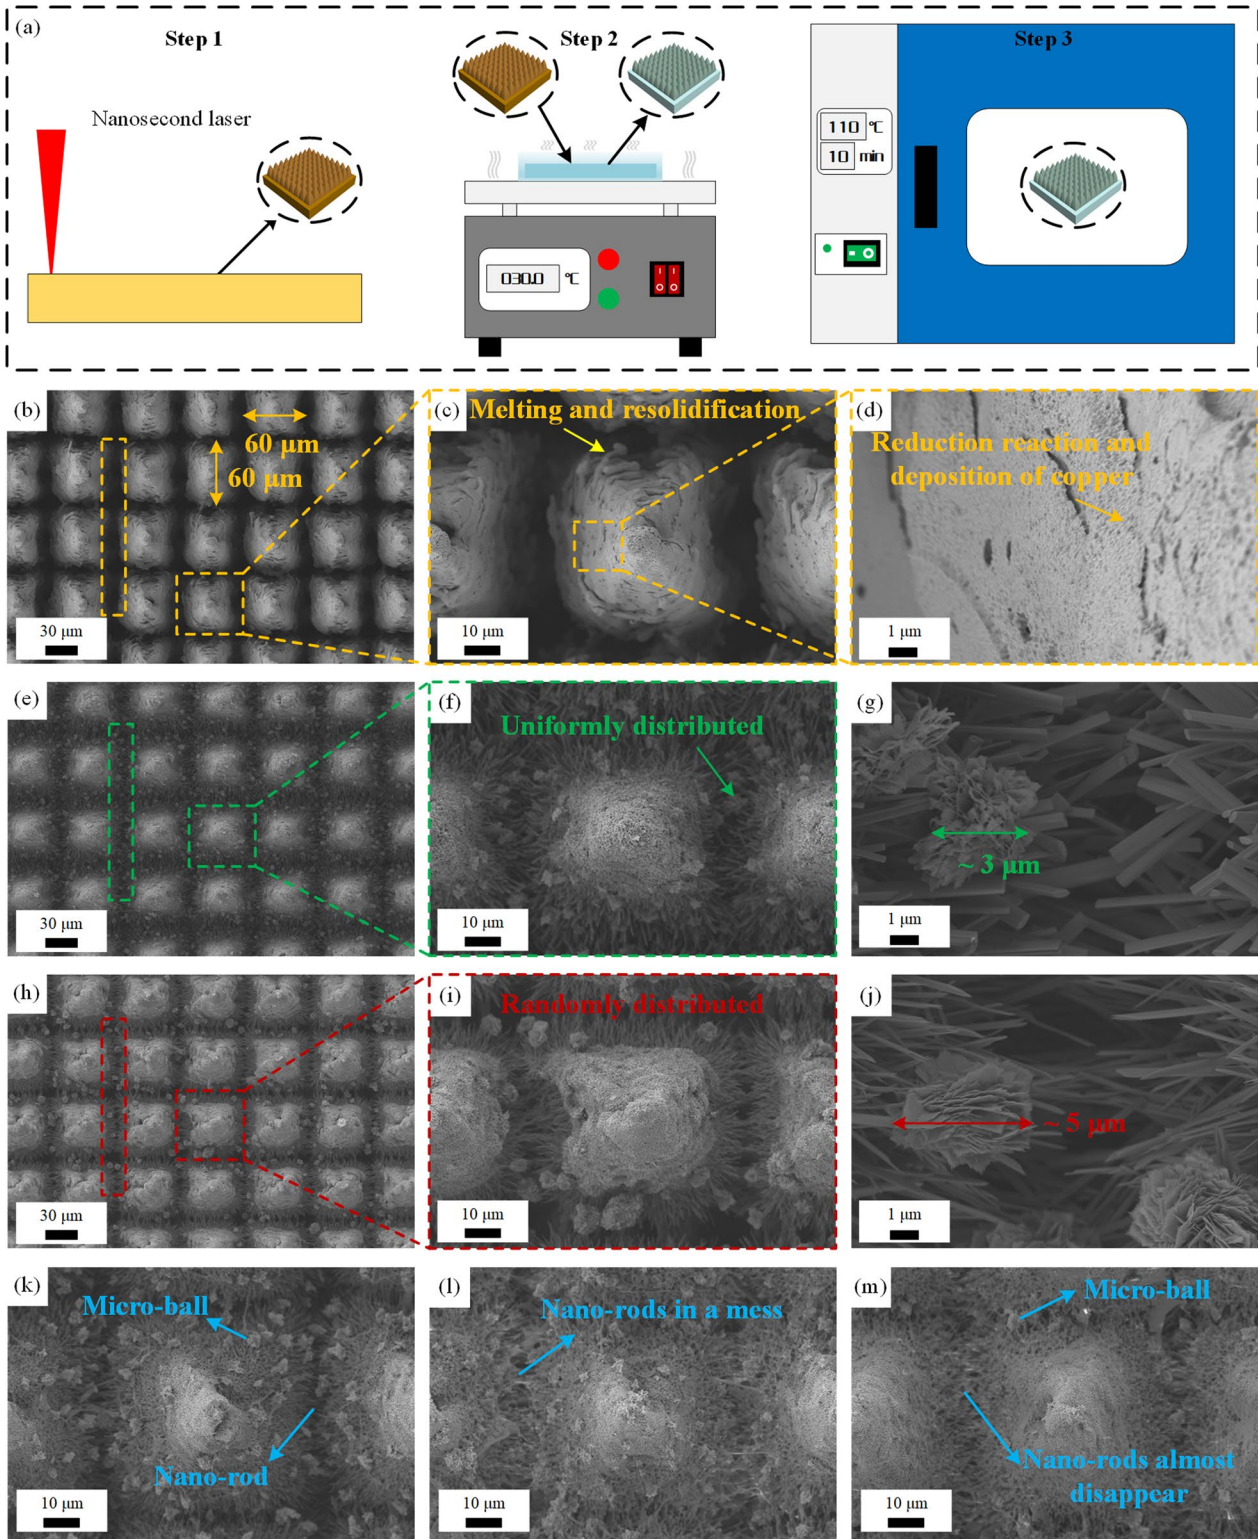 (a)
Step 1
Step 2
Step 3
Nanosecond laser
110 °C
10 min
030.0 °C
(b)
60 μm
60 μm
30 μm
(c)
Melting and resolidification
10 μm
(d)
Reduction reaction and
deposition of copper
1 μm
(e)
30 μm
(f)
Uniformly distributed
10 μm
(g)
~ 3 μm
1 μm
(h)
30 μm
(i)
Randomly distributed
10 μm
(j)
~ 5 μm
1 μm
(k)
Micro-ball
Nano-rod
10 μm
(l)
Nano-rods in a mess
10 μm
(m)
Micro-ball
Nano-rods almost
disappear
10 μm